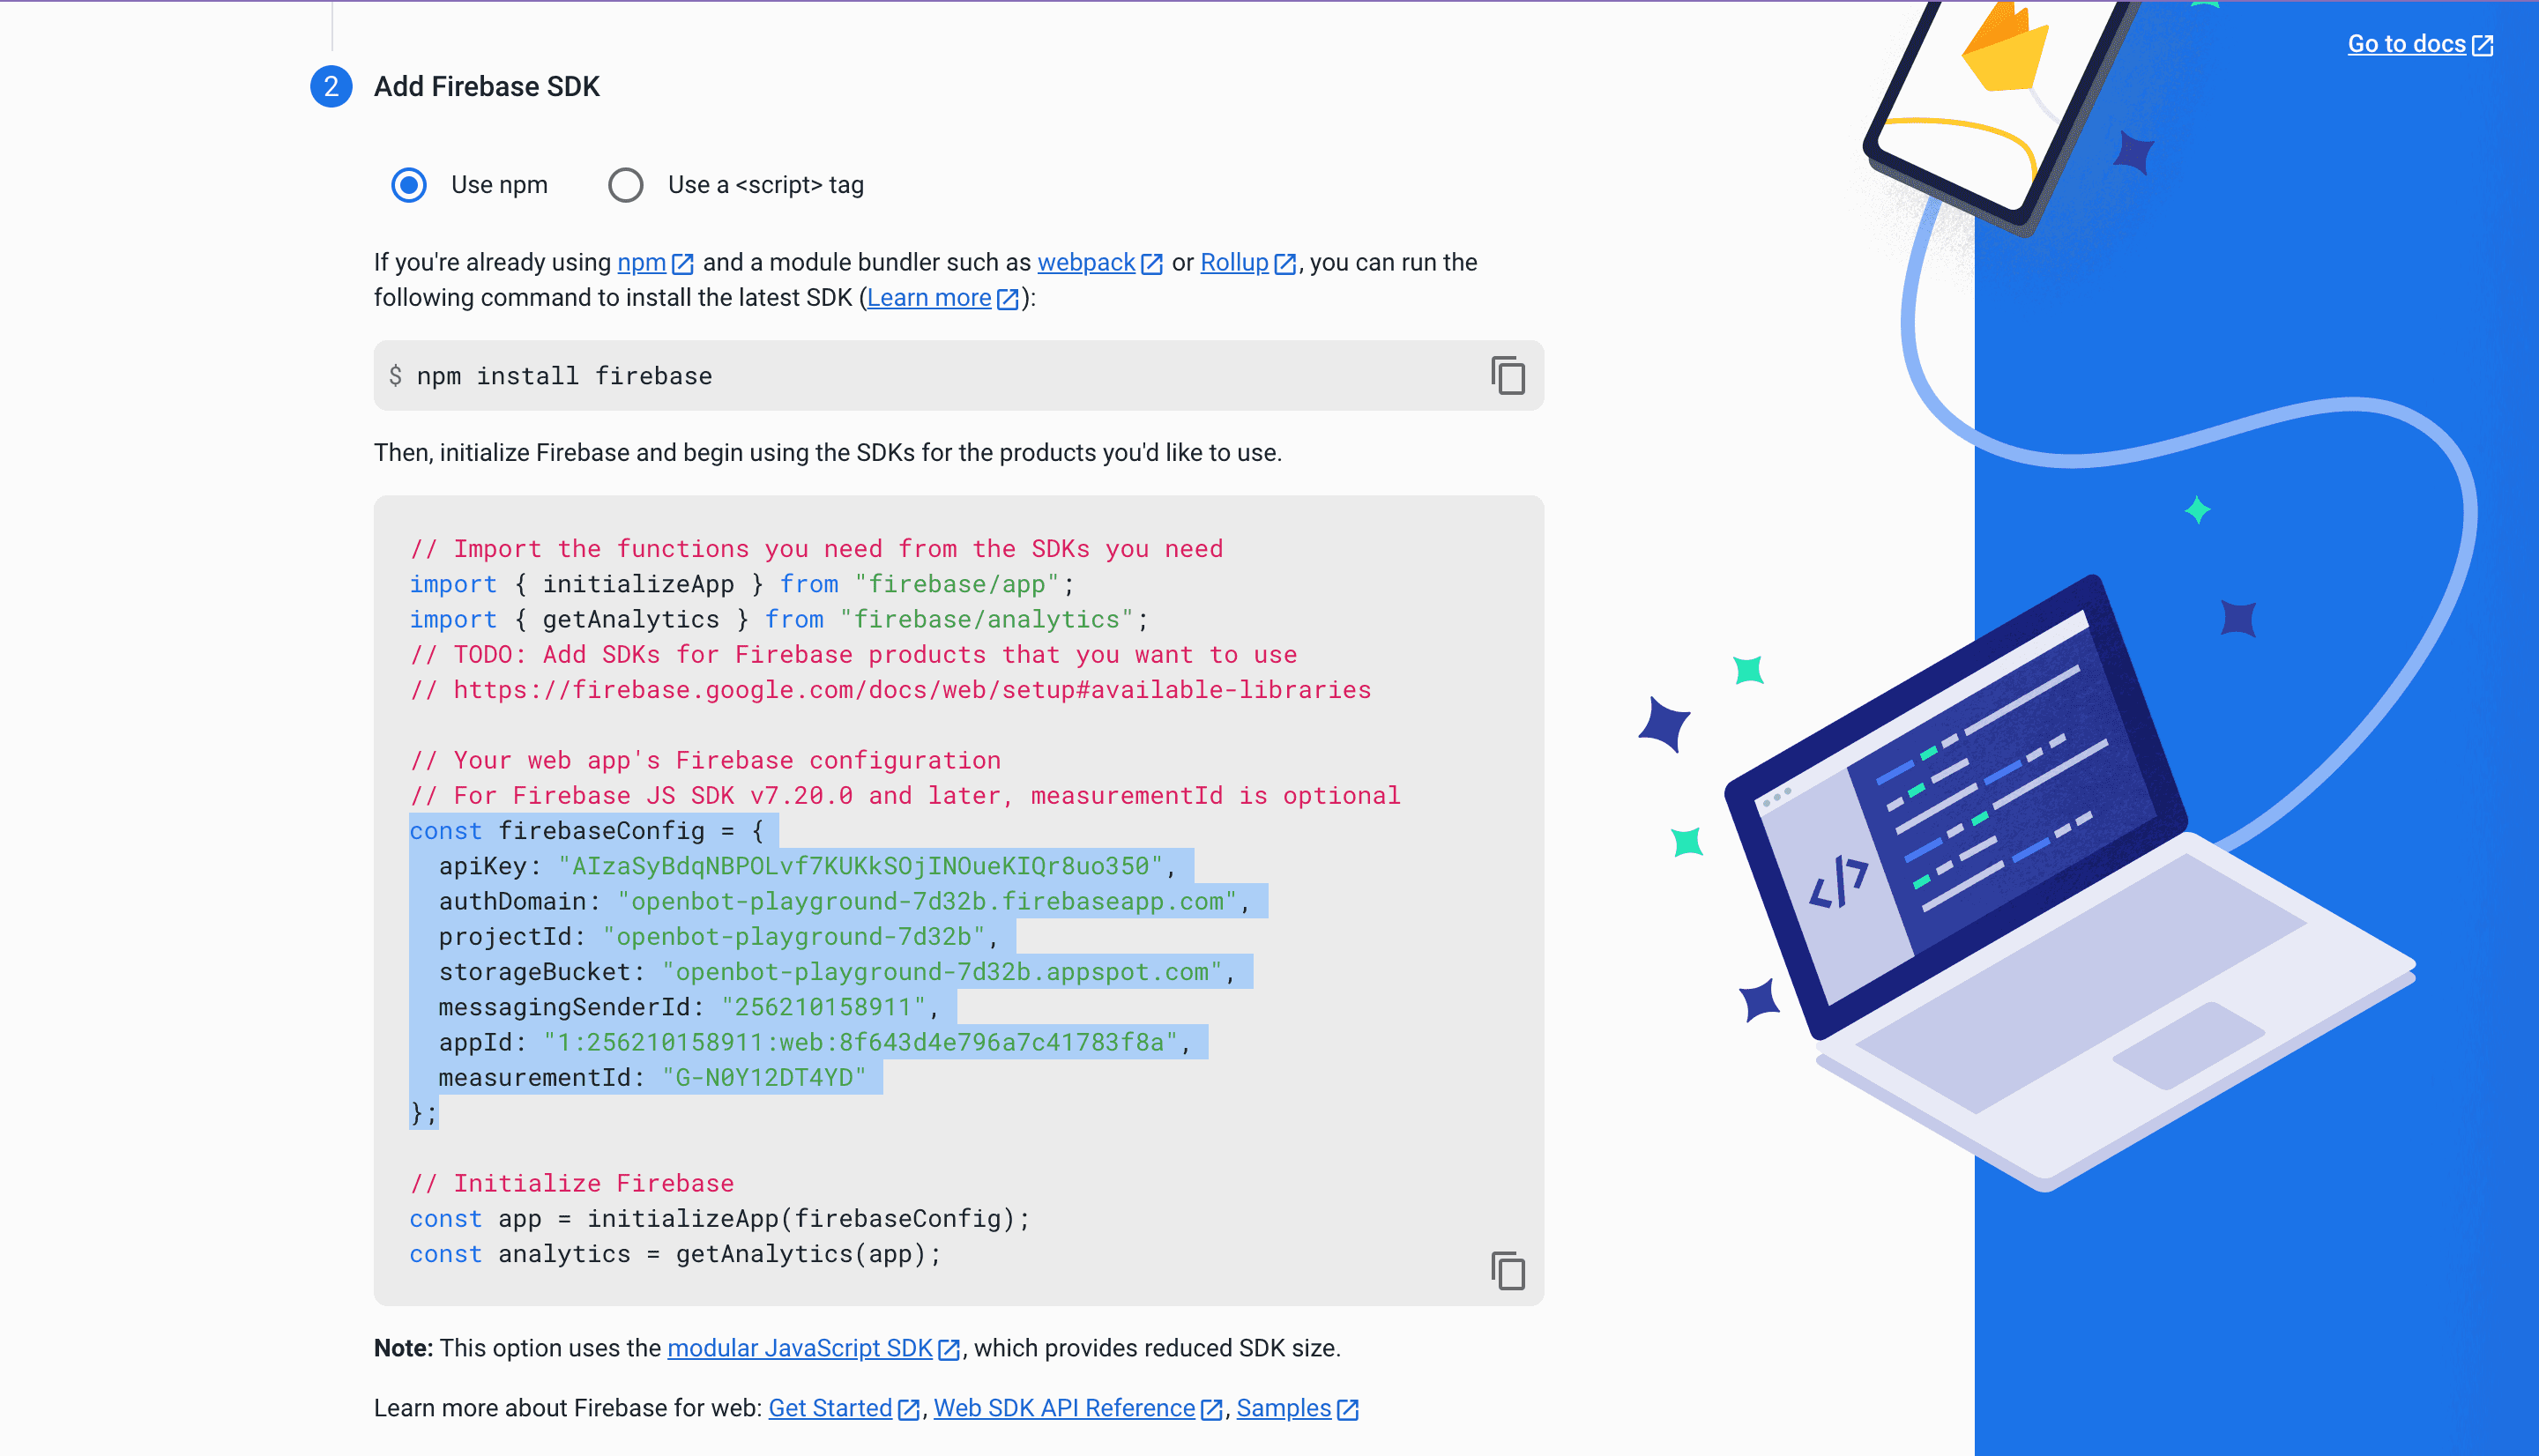 Go to docs
2 Add Firebase SDK
Use npm Use a <script> tag
If you're already using npm and a module bundler such as webpack or Rollup, you can run the
following command to install the latest SDK (Learn more):
$ npm install firebase
Then, initialize Firebase and begin using the SDKs for the products you'd like to use.
// Import the functions you need from the SDKs you need
import { initializeApp } from "firebase/app";
import { getAnalytics } from "firebase/analytics";
// TODO: Add SDKs for Firebase products that you want to use
// https://firebase.google.com/docs/web/setup#available-libraries
// Your web app's Firebase configuration
// For Firebase JS SDK v7.20.0 and later, measurementId is optional
const firebaseConfig = {
  apiKey: "AIzaSyBdqNBPOLvf7KUKkSOjINOueKIQr8uo350",
  authDomain: "openbot-playground-7d32b.firebaseapp.com",
  projectId: "openbot-playground-7d32b",
  storageBucket: "openbot-playground-7d32b.appspot.com",
  messagingSenderId: "256210158911",
  appId: "1:256210158911:web:8f643d4e796a7c41783f8a",
  measurementId: "G-N0Y12DT4YD"
};
// Initialize Firebase
const app = initializeApp(firebaseConfig);
const analytics = getAnalytics(app);
Note: This option uses the modular JavaScript SDK, which provides reduced SDK size.
Learn more about Firebase for web: Get Started, Web SDK API Reference, Samples